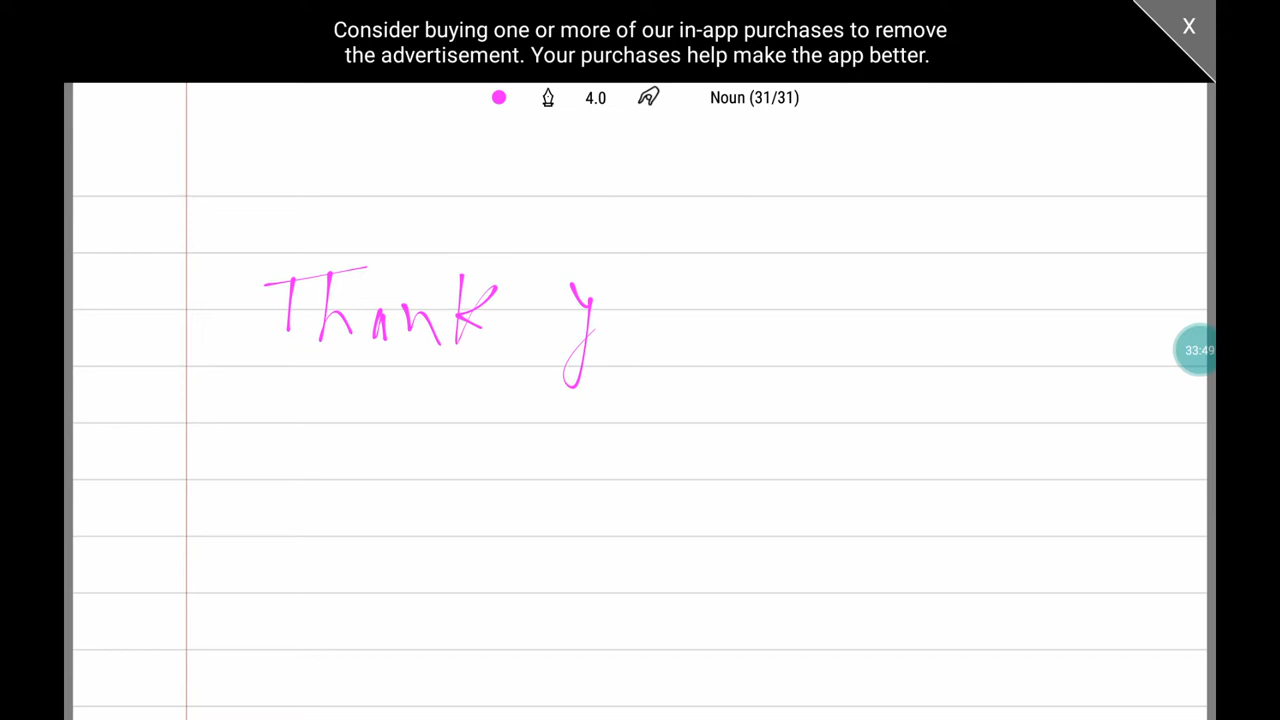 Consider buying one or more of our in-app purchases to remove
the advertisement. Your purchases help make the app better.
X
4.0 Noun (31/31)
Thank y
33:49